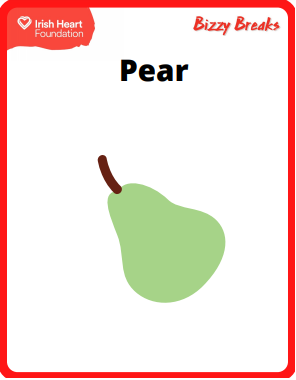 Irish Heart
Foundation
Bizzy Breaks
Pear